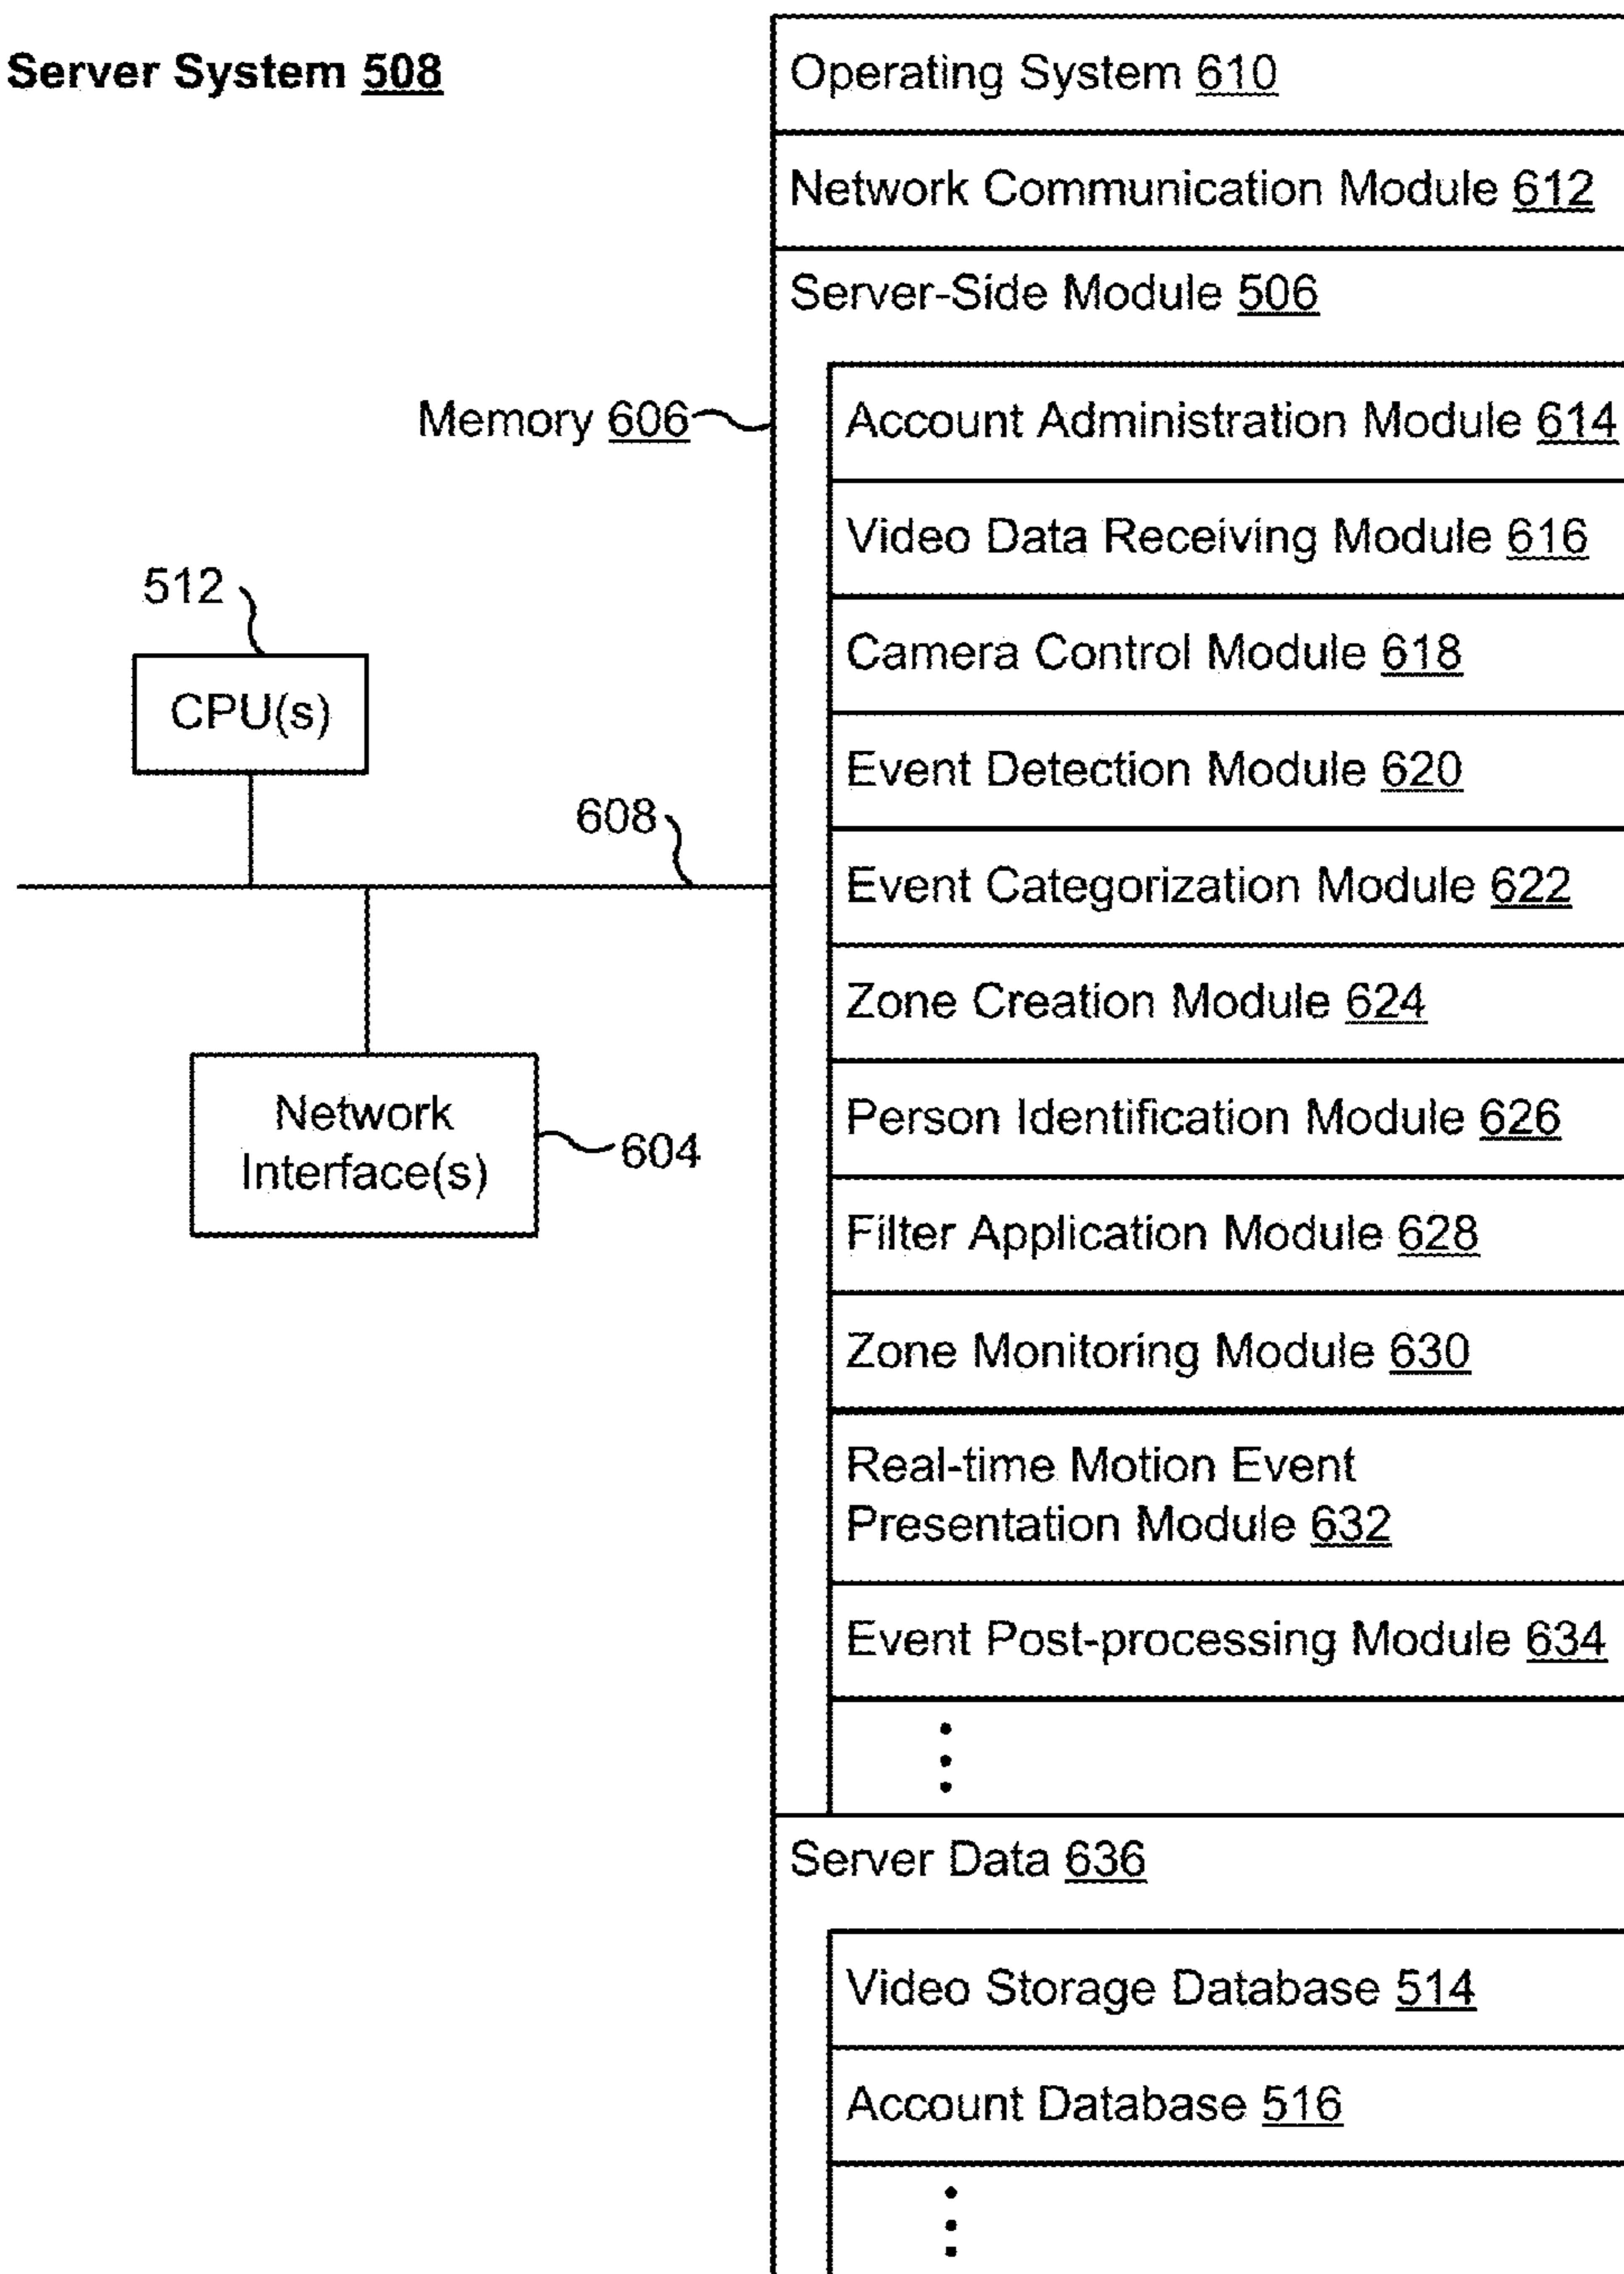 Server System 508
Operating System 610
Network Communication Module 612
Server-Side Module 506
Memory 606
Account Administration Module 614
Video Data Receiving Module 616
512
CPU(s)
Camera Control Module 618
Event Detection Module 620
608
Event Categorization Module 622
Zone Creation Module 624
Network
Interface(s)
604
Person Identification Module 626
Filter Application Module 628
Zone Monitoring Module 630
Real-time Motion Event
Presentation Module 632
Event Post-processing Module 634
Server Data 636
Video Storage Database 514
Account Database 516